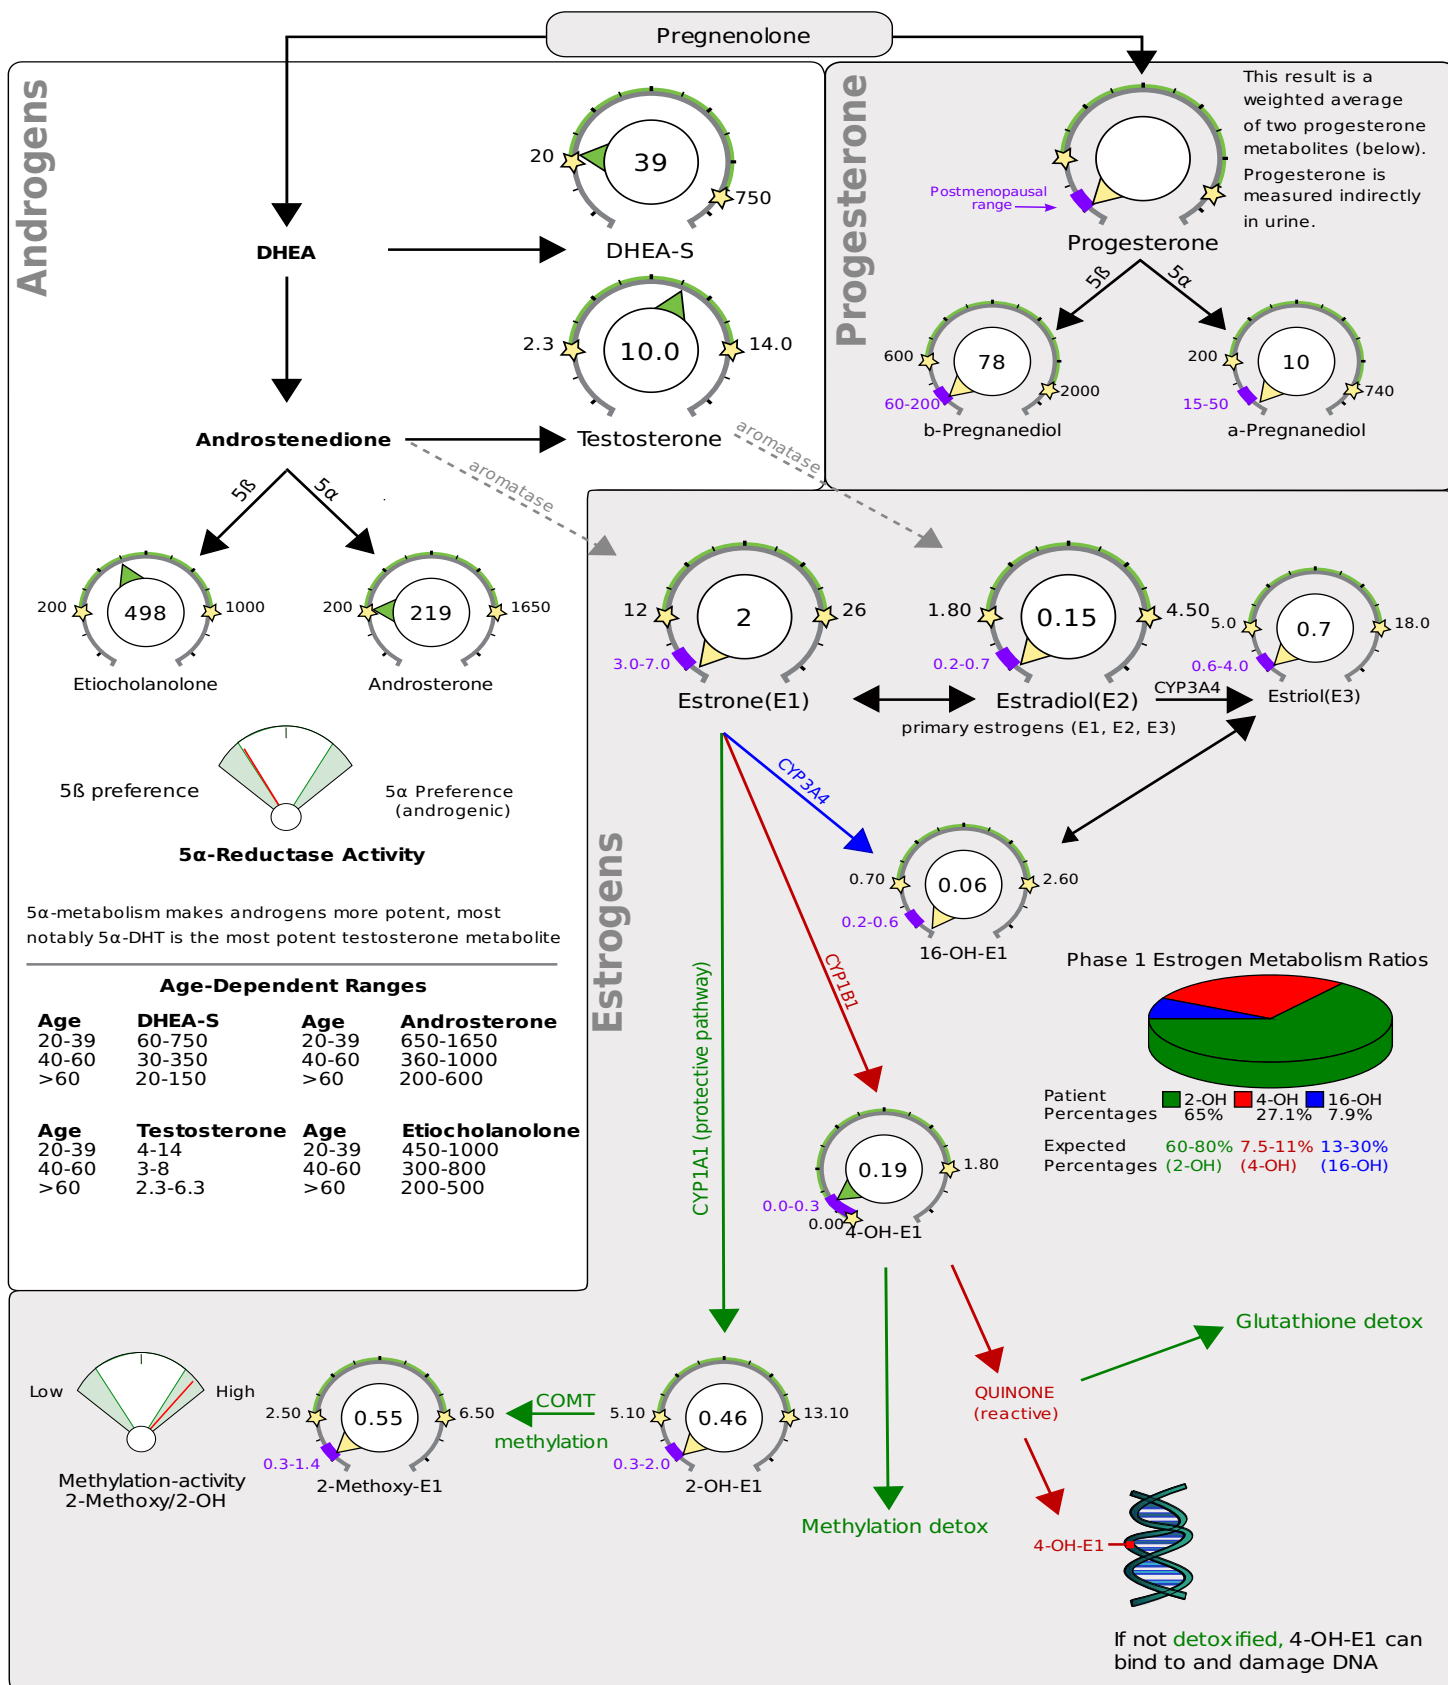 Pregnenolone
Androgens
20
39
750
DHEA-S
DHEA
2.3
10.0
14.0
Testosterone
Androstenedione
aromatase
aromatase
5ß
5α
200
498
1000
Etiocholanolone
200
219
1650
Androsterone
5ß preference
5α Preference
(androgenic)
5α-Reductase Activity
5α-metabolism makes androgens more potent, most
notably 5α-DHT is the most potent testosterone metabolite
Age-Dependent Ranges
Age DHEA-S
20-39 60-750
40-60 30-350
>60 20-150
Age Androsterone
20-39 650-1650
40-60 360-1000
>60 200-600
Age Testosterone
20-39 4-14
40-60 3-8
>60 2.3-6.3
Age Etiocholanolone
20-39 450-1000
40-60 300-800
>60 200-500
Progesterone
This result is a
weighted average
of two progesterone
metabolites (below).
Progesterone is
measured indirectly
in urine.
Postmenopausal
range
Progesterone
5ß
5α
600
78
60-200
2000
b-Pregnanediol
200
10
15-50
740
a-Pregnanediol
Estrogens
12
2
26
3.0-7.0
Estrone(E1)
1.80
0.15
4.50
0.2-0.7
Estradiol(E2)
5.0
0.7
18.0
0.6-4.0
Estriol(E3)
CYP3A4
primary estrogens (E1, E2, E3)
CYP3A4
0.70
0.06
2.60
0.2-0.6
16-OH-E1
CYP1B1
CYP1A1 (protective pathway)
Phase 1 Estrogen Metabolism Ratios
Patient
Percentages
2-OH
65%
4-OH
27.1%
16-OH
7.9%
Expected
Percentages
60-80%
(2-OH)
7.5-11%
(4-OH)
13-30%
(16-OH)
0.19
1.80
0.0-0.3
0.00
4-OH-E1
Low
High
Methylation-activity
2-Methoxy/2-OH
2.50
0.55
6.50
0.3-1.4
2-Methoxy-E1
COMT
methylation
5.10
0.46
13.10
0.3-2.0
2-OH-E1
Methylation detox
QUINONE
(reactive)
Glutathione detox
4-OH-E1
If not detoxified, 4-OH-E1 can
bind to and damage DNA